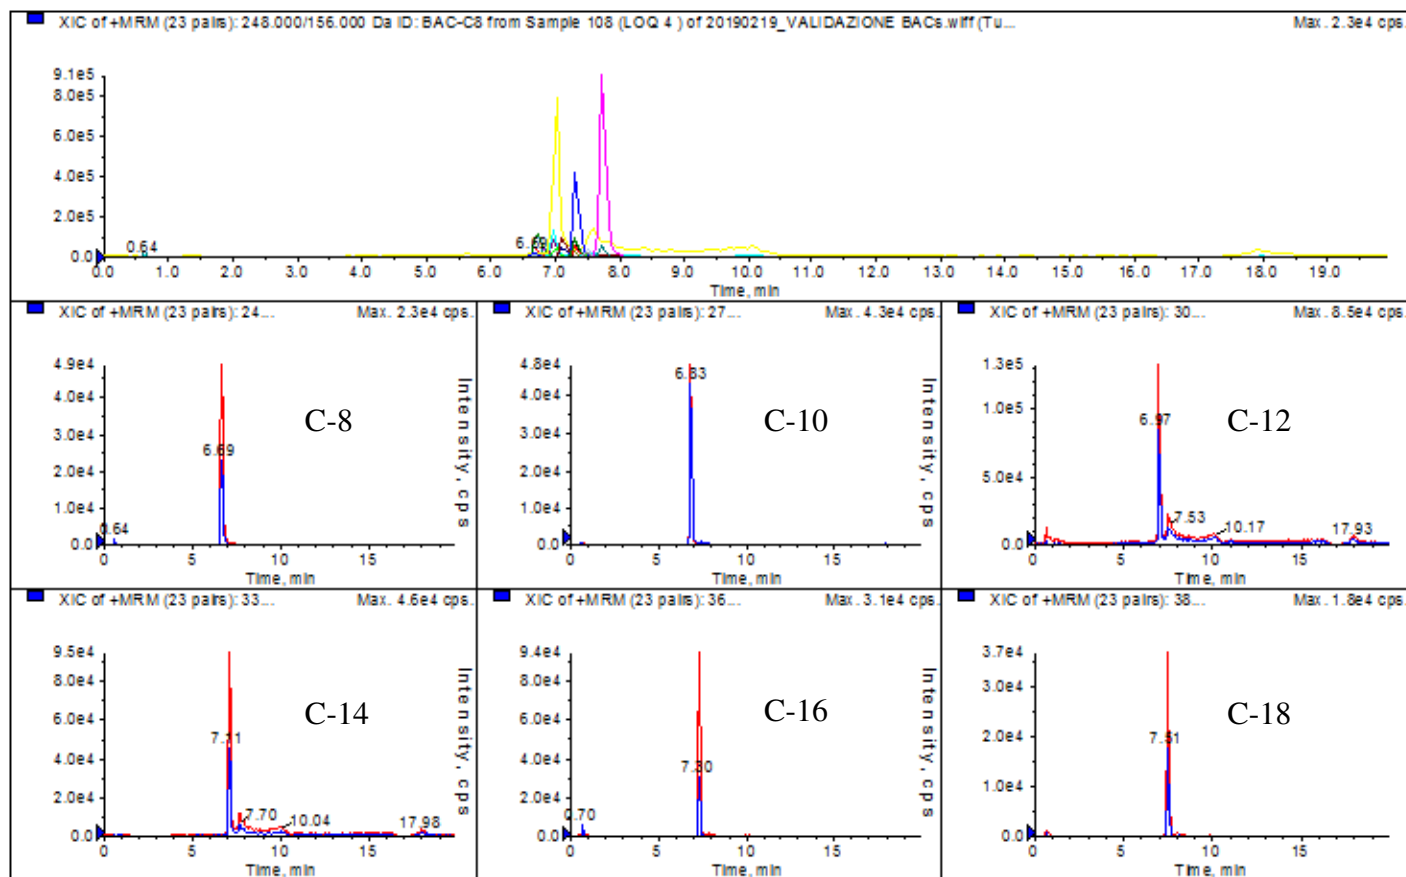 XIC of +MRM (23 pairs): 248.000/156.000 Da ID: BAC-C8 from Sample 108 (LOQ 4 ) of 20190219_VALIDAZIONE BACs.wiff (Tu... Max. 2.3e4 cps.
9.1e5
8.0e5
6.0e5
4.0e5
2.0e5
0.0
0.64
6.69
0.0 1.0 2.0 3.0 4.0 5.0 6.0 7.0 8.0 9.0 10.0 11.0 12.0 13.0 14.0 15.0 16.0 17.0 18.0 19.0
Time, min
XIC of +MRM (23 pairs): 24... Max. 2.3e4 cps.
4.9e4
4.0e4
3.0e4
2.0e4
1.0e4
0.0
6.69
0.64
C-8
0 5 10 15
Time, min
Intensity, cps
XIC of +MRM (23 pairs): 27... Max. 4.3e4 cps.
4.8e4
4.0e4
3.0e4
2.0e4
1.0e4
0.0
6.83
C-10
0 5 10 15
Time, min
Intensity, cps
XIC of +MRM (23 pairs): 30... Max. 8.5e4 cps.
1.3e5
1.0e5
5.0e4
0.0
6.97
7.53
10.17
17.93
C-12
0 5 10 15
Time, min
XIC of +MRM (23 pairs): 33... Max. 4.6e4 cps.
9.5e4
8.0e4
6.0e4
4.0e4
2.0e4
0.0
7.11
7.70
10.04
17.98
C-14
0 5 10 15
Time, min
Intensity, cps
XIC of +MRM (23 pairs): 36... Max. 3.1e4 cps.
9.4e4
8.0e4
6.0e4
4.0e4
2.0e4
0.0
7.30
0.70
C-16
0 5 10 15
Time, min
Intensity, cps
XIC of +MRM (23 pairs): 38... Max. 1.8e4 cps.
3.7e4
3.0e4
2.0e4
1.0e4
0.0
7.51
C-18
0 5 10 15
Time, min